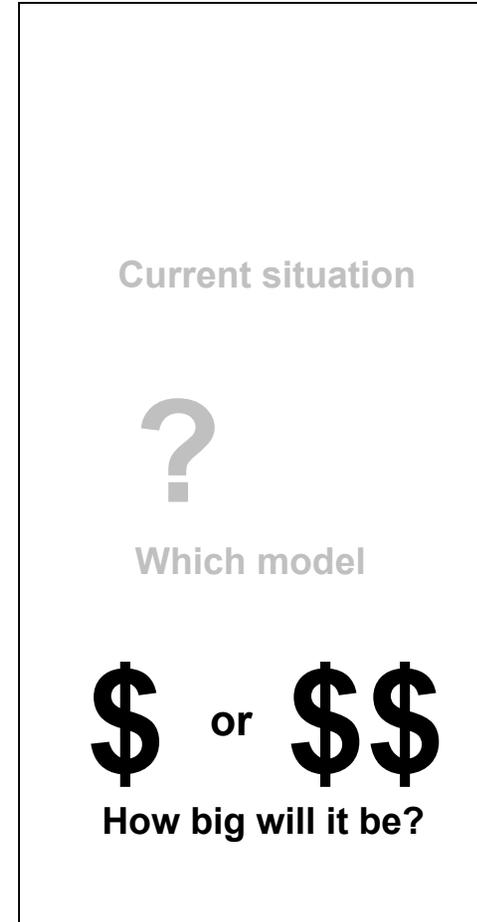 Current situation
?
Which model
$ or $$
How big will it be?